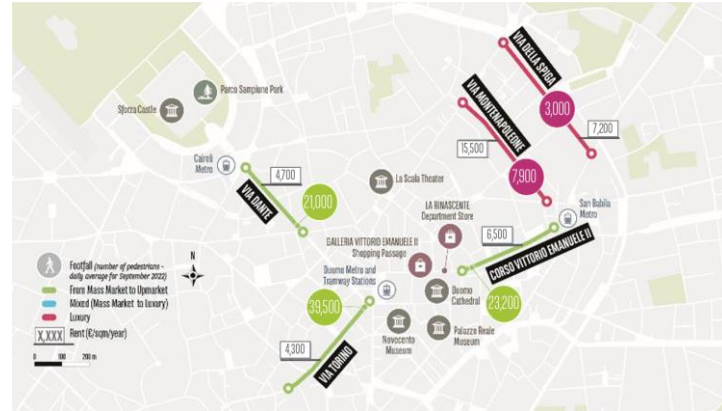 VIA DELLA SPIGA
3,000
7,200
VIA MONTENAPOLEONE
15,500
7,900
Parco Sampione Park
Sforza Castle
Cairoli
Metro
4,700
VIA DANTE
21,000
La Scala Theater
LA RINASCENTE
Department Store
San Babila
Metro
6,500
CORSO VITTORIO EMANUELE II
23,200
GALLERIA VITTORIO EMANUELE II
Shopping Passage
Duomo Metro and
Tramway Stations
39,500
Duomo
Cathedral
Novecento
Museum
Palazzo Reale
Museum
4,300
VIA TORINO
N
Footfall (number of pedestrians -
daily average for September 2022)
From Mass Market to Upmarket
Mixed (Mass Market to Luxury)
Luxury
X,XXX Rent (€/sqm/year)
0 100 200 m